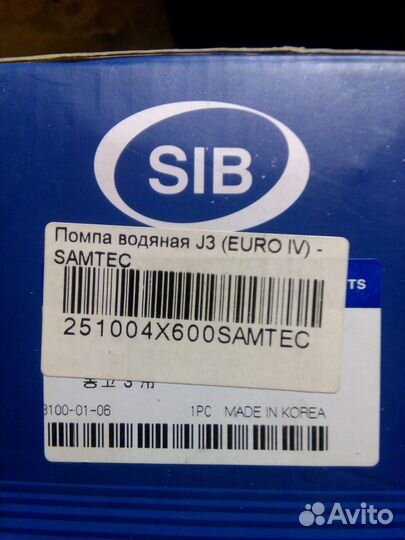 SIB
Помпа водяная J3 (EURO IV) -
SAMTEC
TS
251004X600SAMTEC
3100-01-06 1PC MADE IN KOREA
Avito